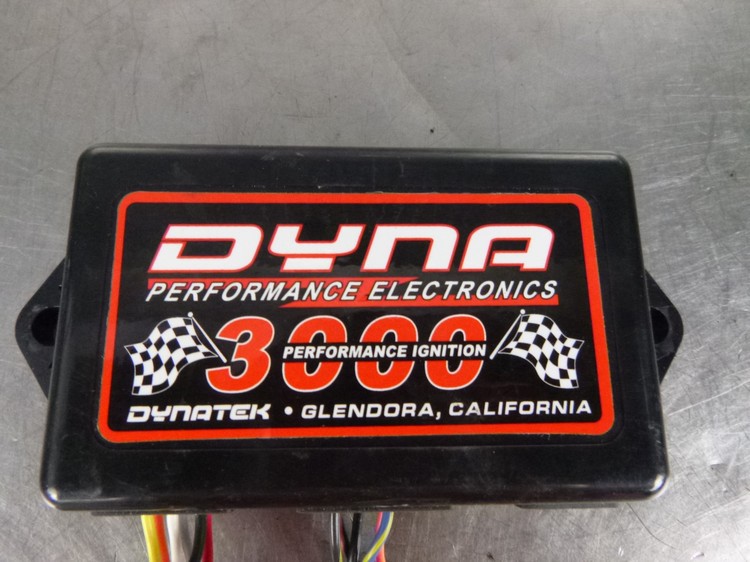 DYNA
PERFORMANCE ELECTRONICS
3000
PERFORMANCE IGNITION
DYNATEK • GLENDORA, CALIFORNIA